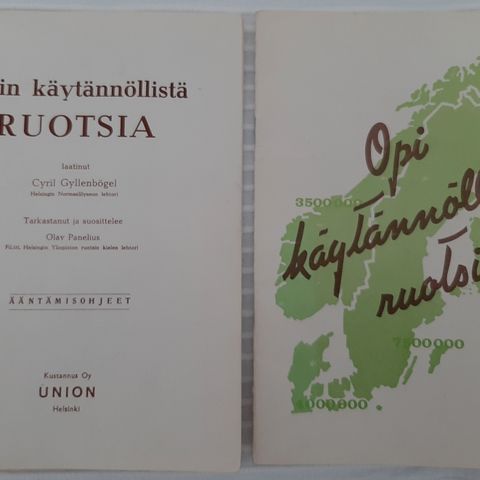 in käytännöllistä
RUOTSIA
laatinut
Cyril Gyllenbögel
Helsingin Normaalilyseon lehtori
Tarkastanut ja suosittelee
Olav Panelius
Fil.tri, Helsingin Yliopiston ruotsin kielen lehtori
ÄÄNTÄMISOHJEET
Kustannus Oy
UNION
Helsinki
Opi
3500000
käytännöll
ruotsi
7500000
4000000